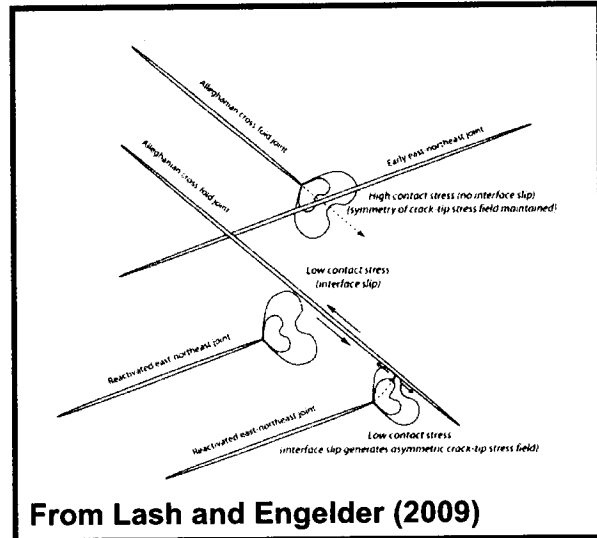 Alleghanian cross fold joint
Early east-northeast joint
Alleghanian cross fold joint
High contact stress (no interface slip)
(symmetry of crack-tip stress field maintained)
Low contact stress
(interface slip)
Reactivated east-northeast joint
Reactivated east-northeast joint
Low contact stress
(interface slip generates asymmetric crack-tip stress field)
From Lash and Engelder (2009)